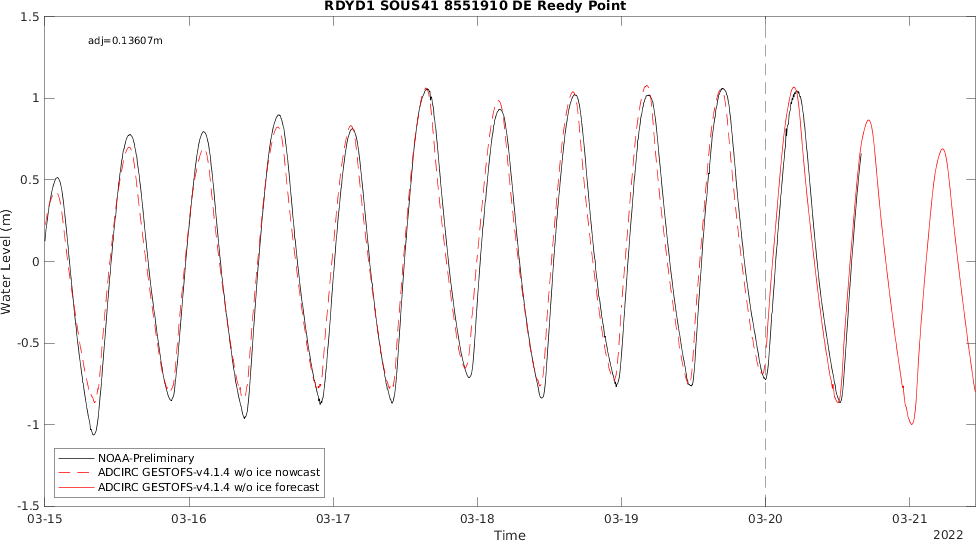 RDYD1 SOUS41 8551910 DE Reedy Point
adj=0.13607m
1.5
1
0.5
0
-0.5
-1
-1.5
Water Level (m)
NOAA-Preliminary
ADCIRC GESTOFS-v4.1.4 w/o ice nowcast
ADCIRC GESTOFS-v4.1.4 w/o ice forecast
03-15 03-16 03-17 03-18 03-19 03-20 03-21
Time
2022